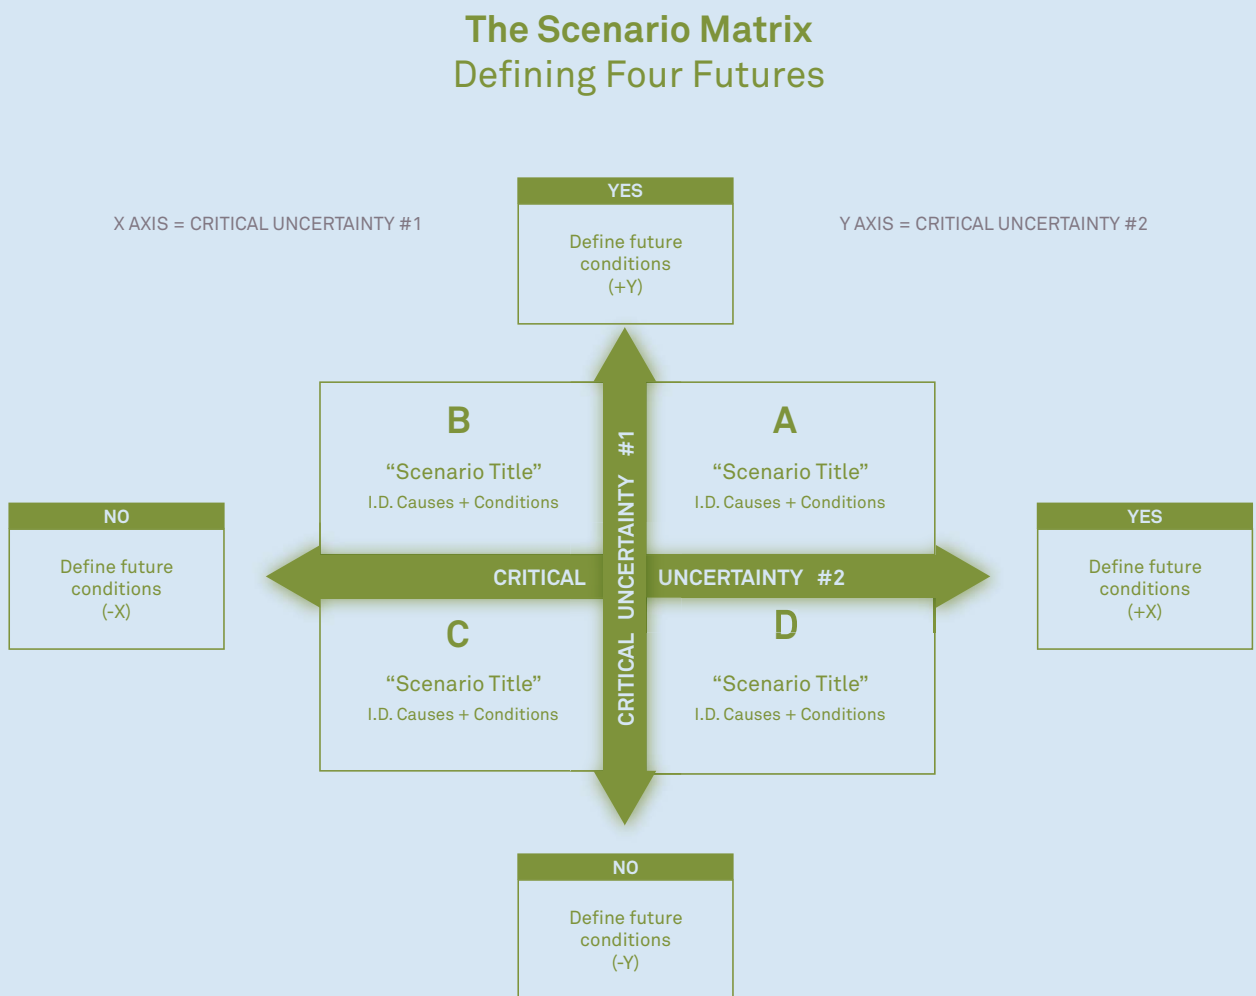 The Scenario Matrix
Defining Four Futures
YES
X AXIS = CRITICAL UNCERTAINTY #1
Y AXIS = CRITICAL UNCERTAINTY #2
Define future
conditions
(+Y)
B
“Scenario Title”
I.D. Causes + Conditions
A
“Scenario Title”
I.D. Causes + Conditions
CRITICAL UNCERTAINTY #1
NO
Define future
conditions
(-X)
CRITICAL UNCERTAINTY #2
YES
Define future
conditions
(+X)
C
“Scenario Title”
I.D. Causes + Conditions
D
“Scenario Title”
I.D. Causes + Conditions
NO
Define future
conditions
(-Y)